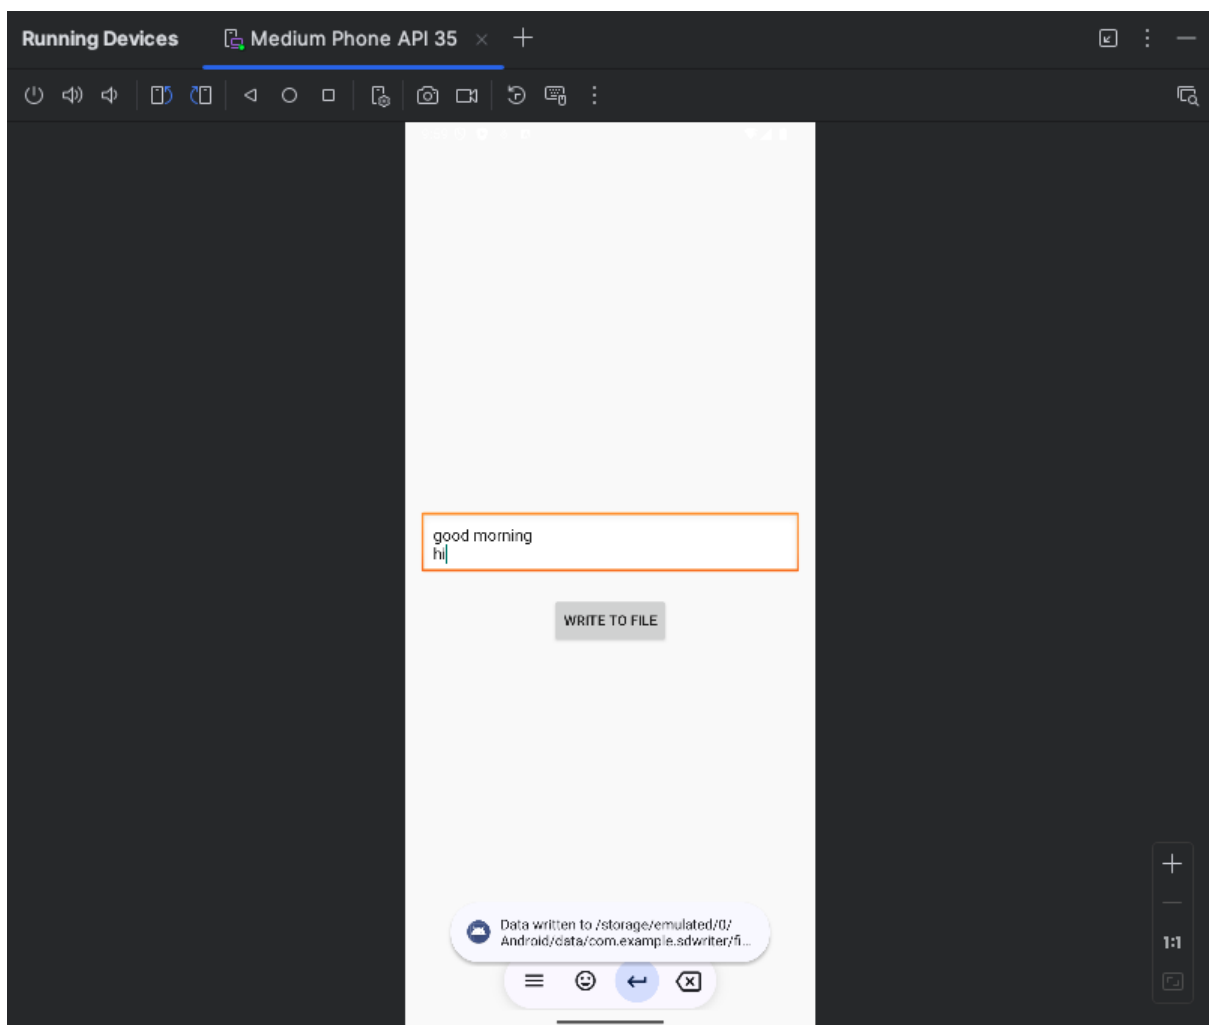 Running Devices
Medium Phone API 35
good morning
hi
WRITE TO FILE
Data written to /storage/emulated/0/
Android/data/com.example.sdwriter/fi...
1:1